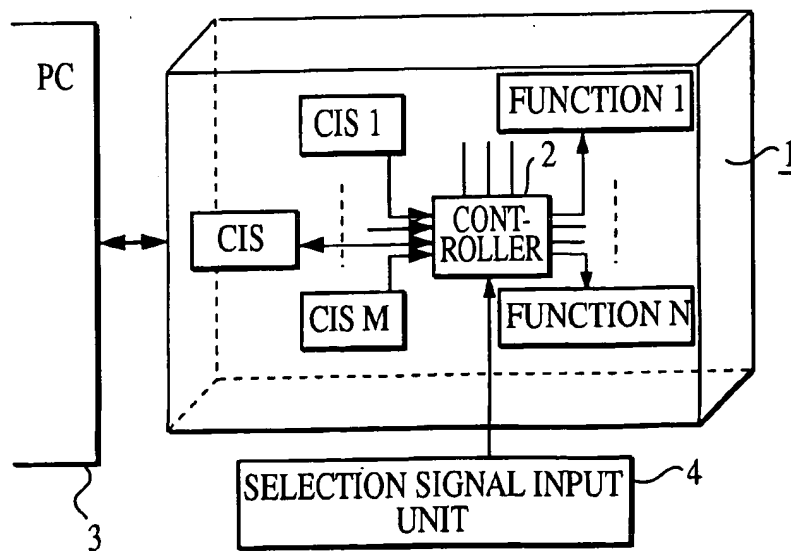 PC
FUNCTION 1
CIS 1
1
2
CONT-
ROLLER
CIS
CIS M
FUNCTION N
SELECTION SIGNAL INPUT
UNIT
4
3